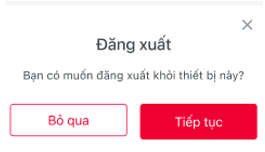 Đăng xuất
Bạn có muốn đăng xuất khỏi thiết bị này?
Bỏ qua
Tiếp tục